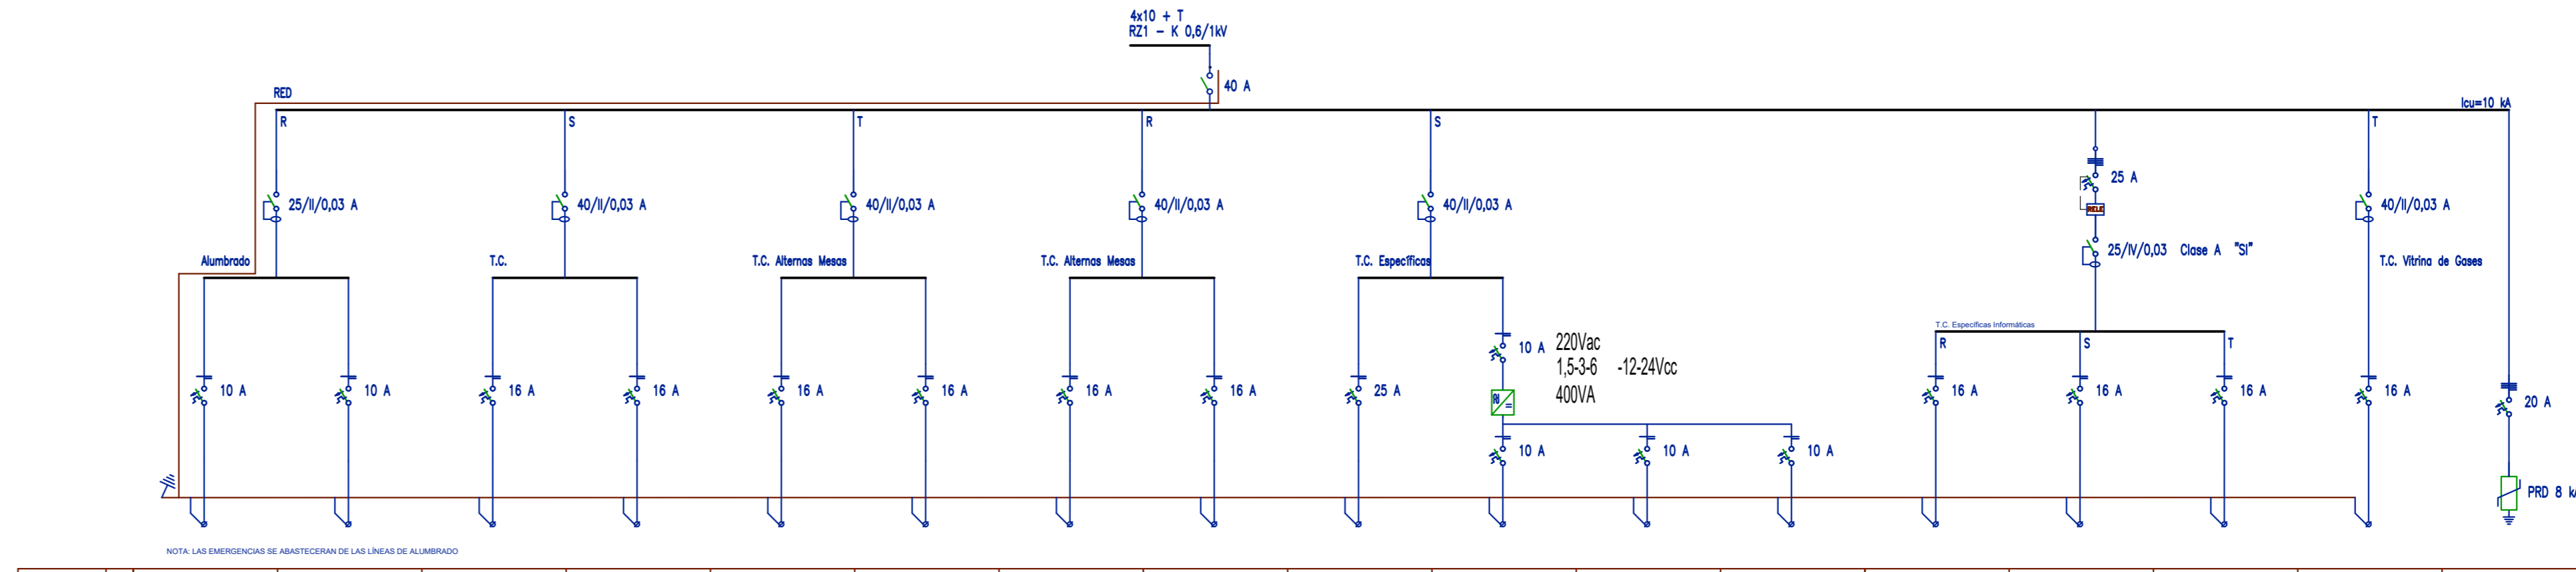 4x10 + T
RZ1 - K 0,6/1kV
40 A
RED
Icu=10 kA
R
S
T
R
S
T
25/II/0,03 A
40/II/0,03 A
40/II/0,03 A
40/II/0,03 A
40/II/0,03 A
25 A
RELE
40/II/0,03 A
25/IV/0,03 Clase A "SI"
Alumbrado
T.C.
T.C. Alternas Mesas
T.C. Alternas Mesas
T.C. Específicas
T.C. Vitrina de Gases
T.C. Específicas Informáticas
R
S
T
10 A
220Vac
1,5-3-6 -12-24Vcc
400VA
10 A
10 A
16 A
16 A
16 A
16 A
16 A
16 A
25 A
16 A
16 A
16 A
16 A
20 A
10 A
10 A
10 A
PRD 8 k
NOTA: LAS EMERGENCIAS SE ABASTECERAN DE LAS LÍNEAS DE ALUMBRADO